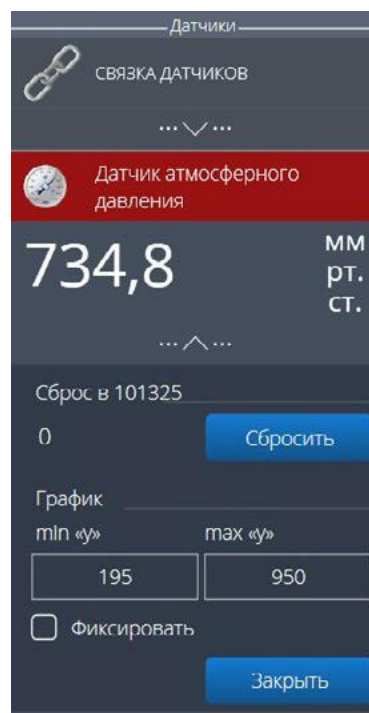 Датчики
СВЯЗКА ДАТЧИКОВ
Датчик атмосферного
давления
734,8
мм
рт.
ст.
Сброс в 101325
0
Сбросить
График
min «y»
max «y»
195
950
Фиксировать
Закрыть